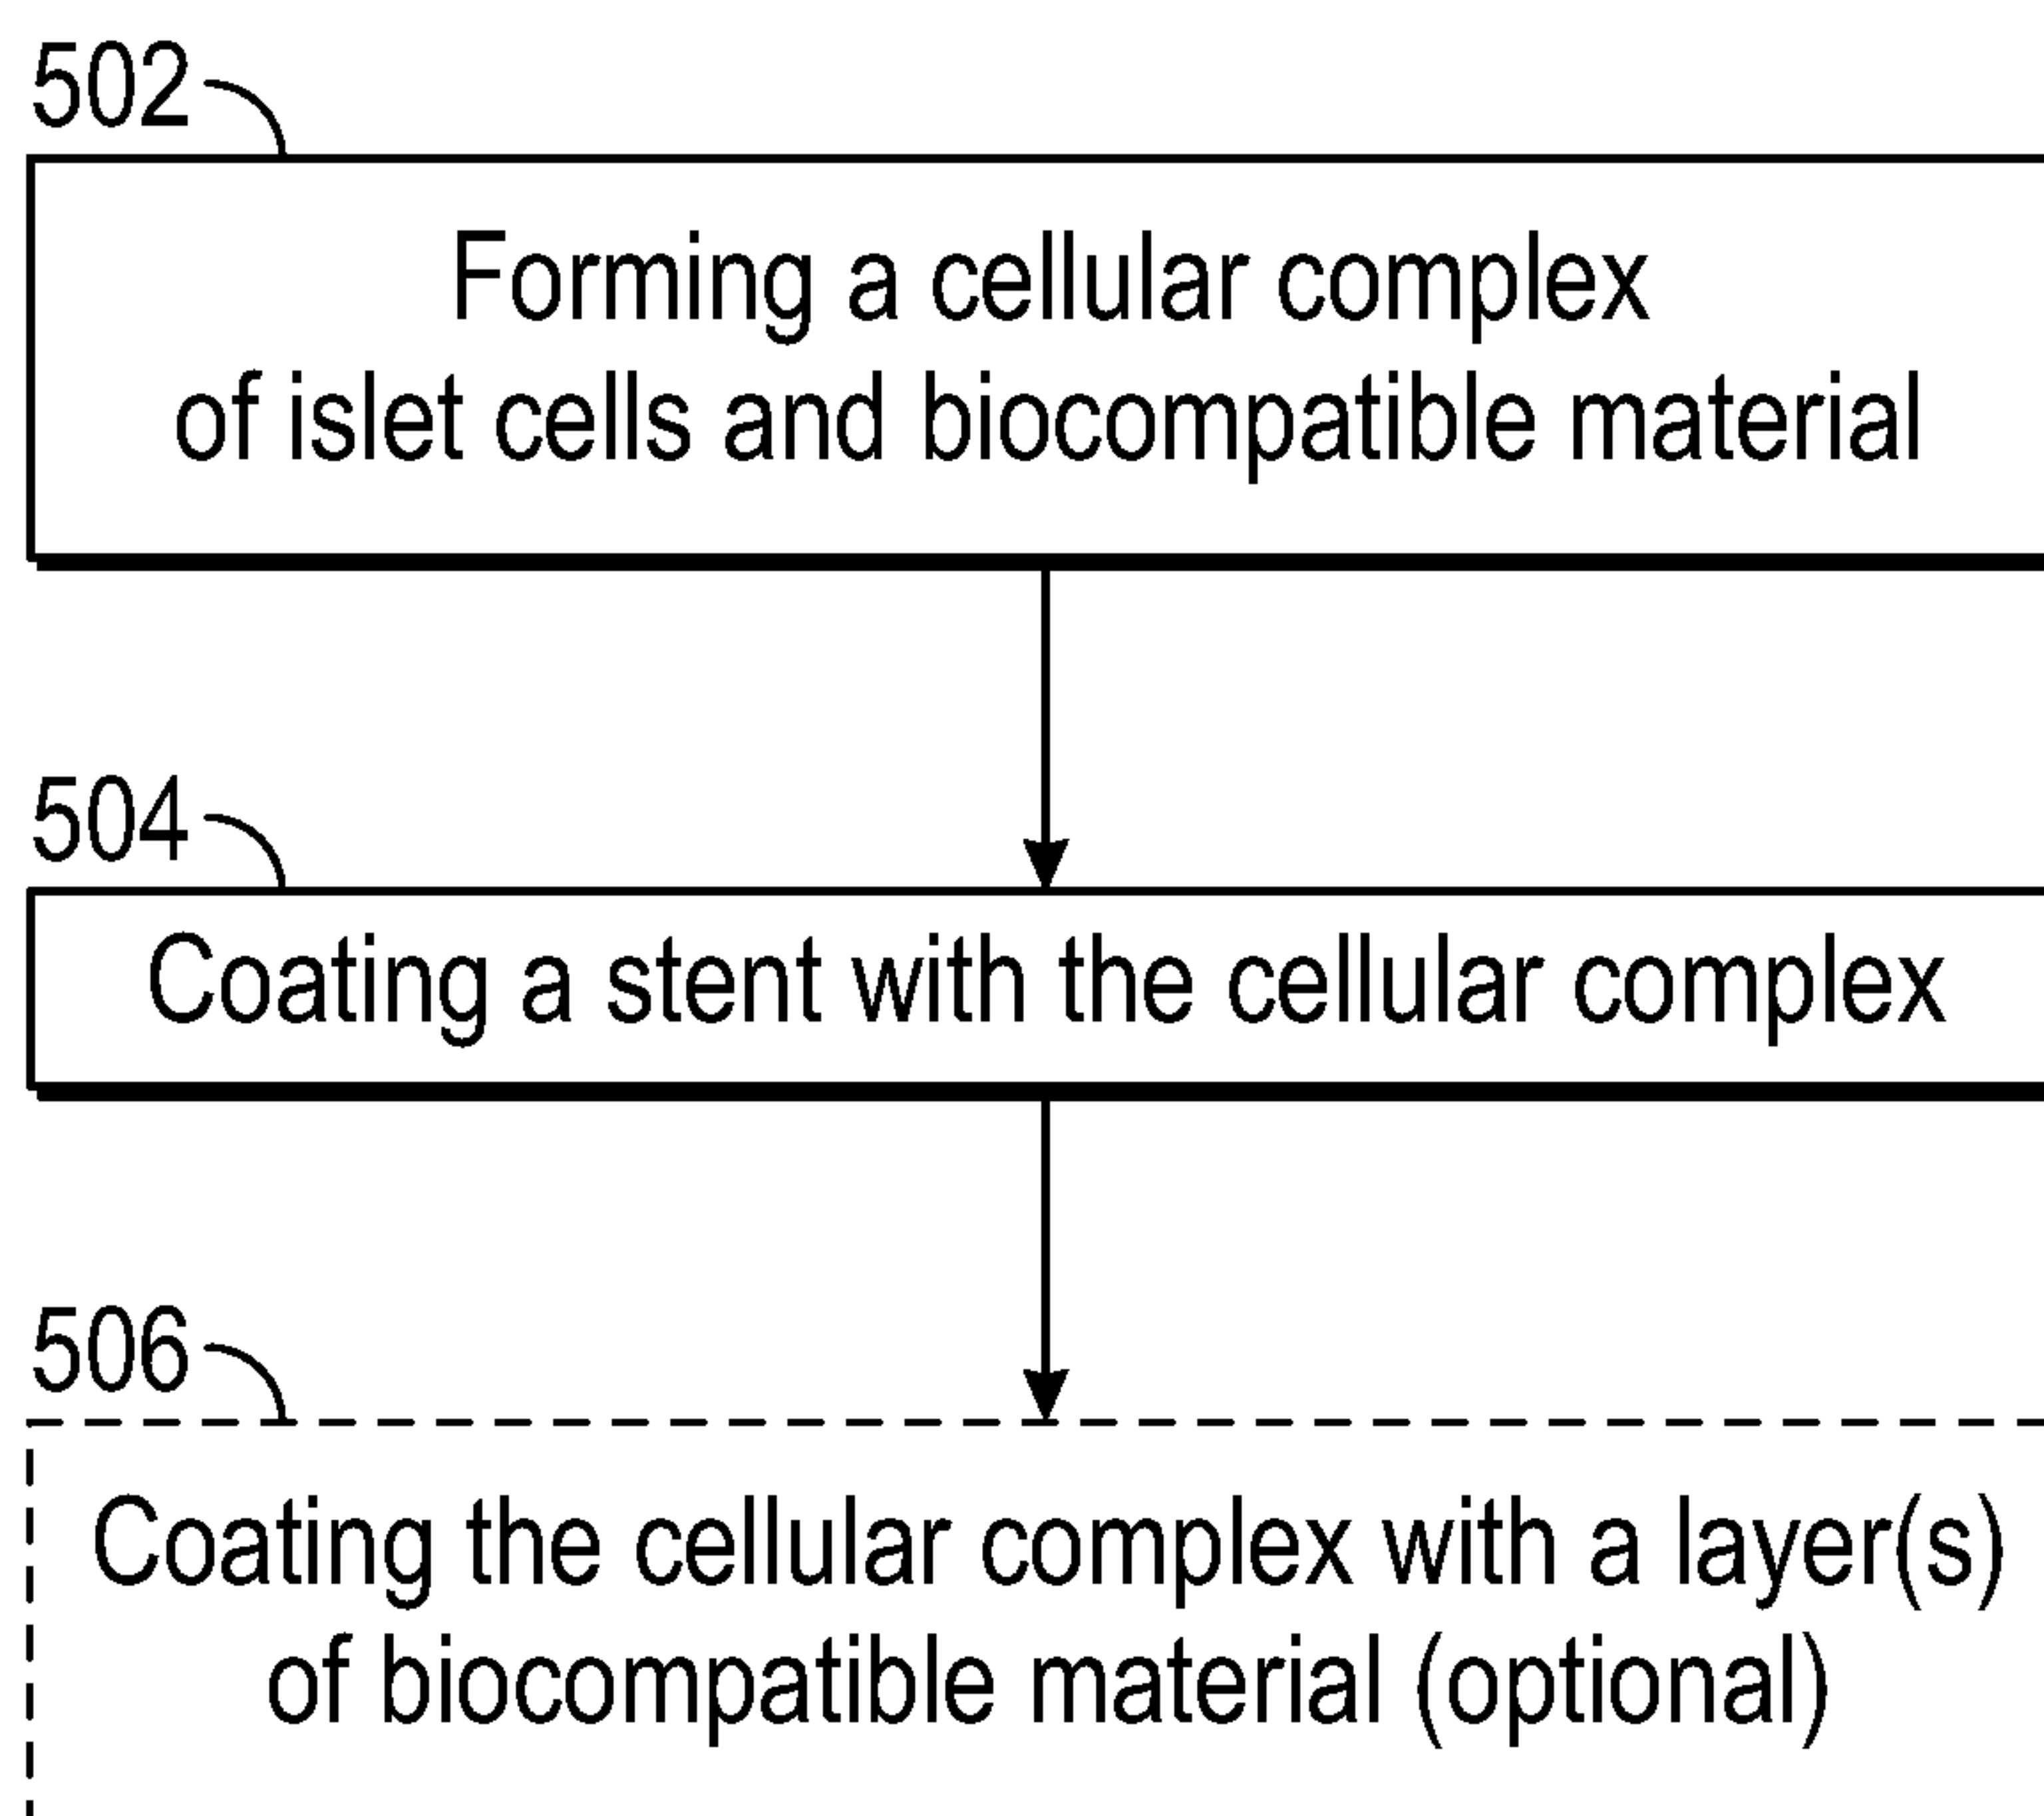 502
Forming a cellular complex
of islet cells and biocompatible material
504
Coating a stent with the cellular complex
506
Coating the cellular complex with a layer(s)
of biocompatible material (optional)